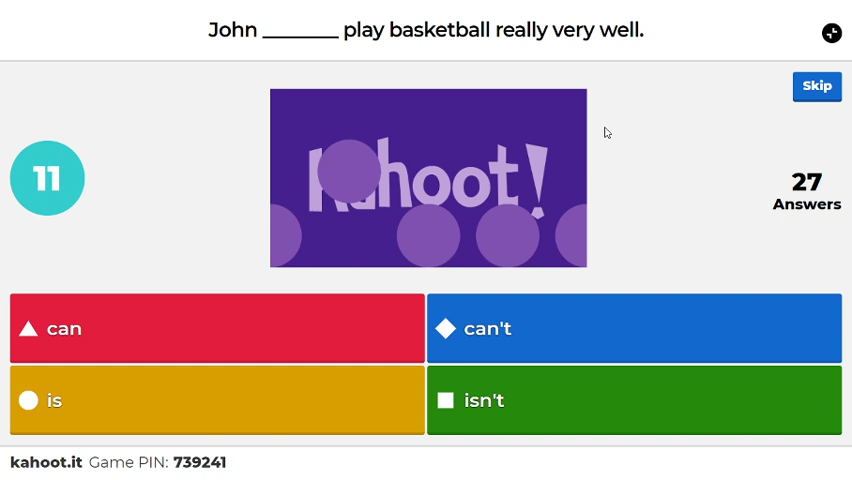 John _______ play basketball really very well.
Skip
11
Kahoot!
27
Answers
can
can't
is
isn't
kahoot.it Game PIN: 739241